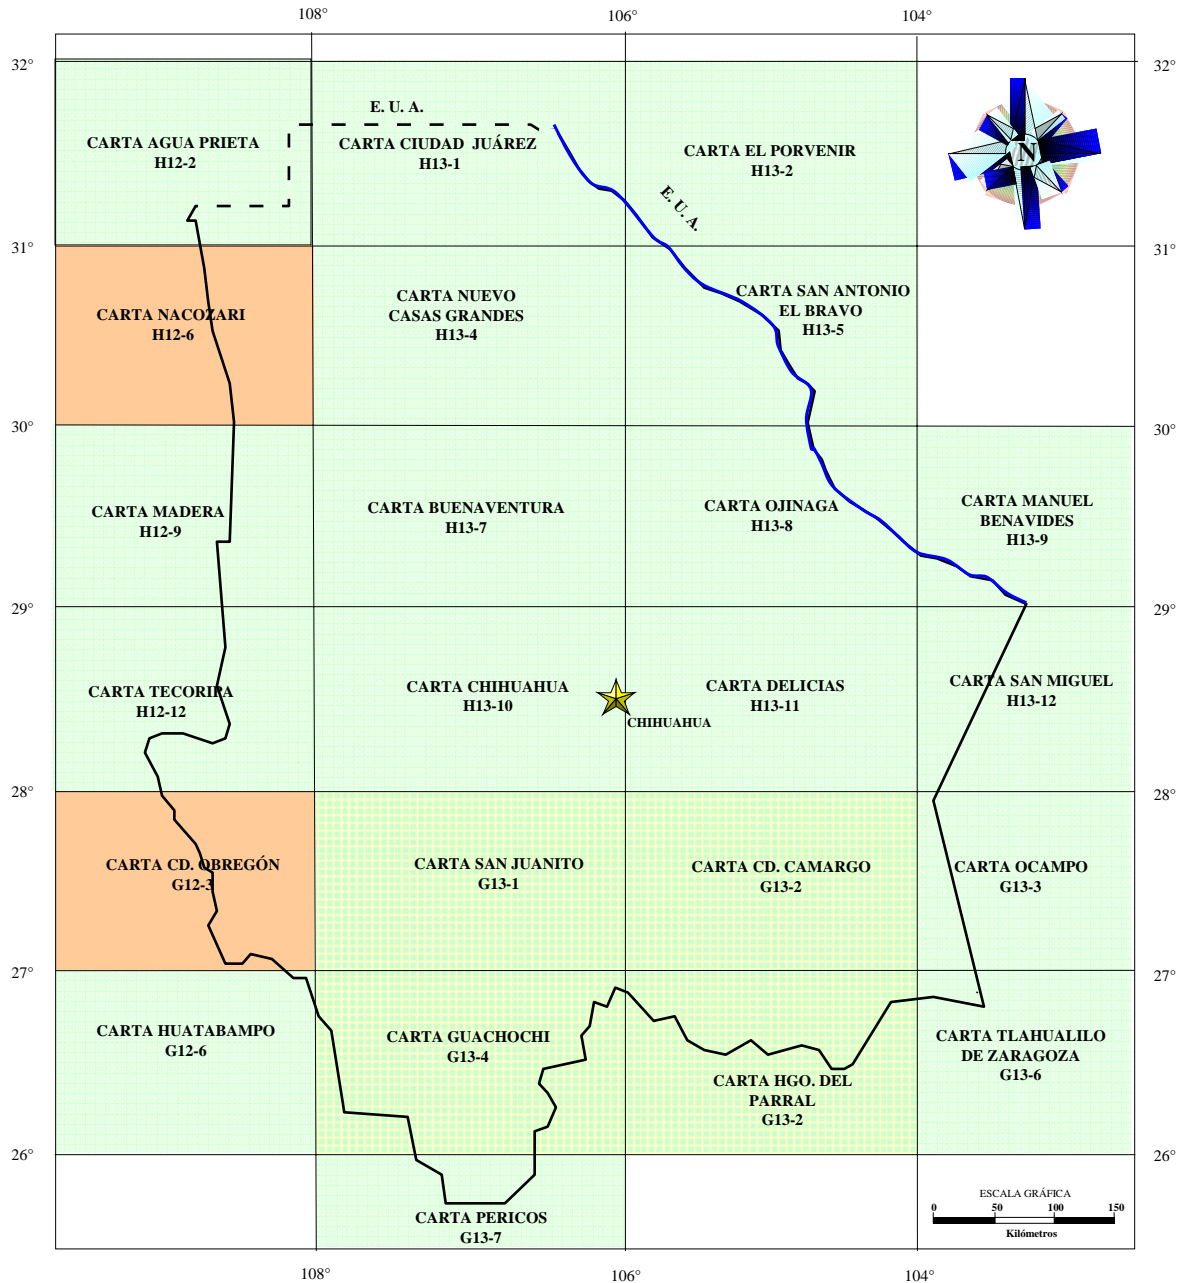 108°
106°
104°
32°
32°
E. U. A.
CARTA AGUA PRIETA
H12-2
CARTA CIUDAD JUÁREZ
H13-1
CARTA EL PORVENIR
H13-2
N
E. U. A.
31°
31°
CARTA NACOZARI
H12-6
CARTA NUEVO
CASAS GRANDES
H13-4
CARTA SAN ANTONIO
EL BRAVO
H13-5
30°
30°
CARTA MADERA
H12-9
CARTA BUENAVENTURA
H13-7
CARTA OJINAGA
H13-8
CARTA MANUEL
BENAVIDES
H13-9
29°
29°
CARTA TECORIPA
H12-12
CARTA CHIHUAHUA
H13-10
CHIHUAHUA
CARTA DELICIAS
H13-11
CARTA SAN MIGUEL
H13-12
28°
28°
CARTA CD. OBREGÓN
G12-3
CARTA SAN JUANITO
G13-1
CARTA CD. CAMARGO
G13-2
CARTA OCAMPO
G13-3
27°
27°
CARTA HUATABAMPO
G12-6
CARTA GUACHOCHI
G13-4
CARTA HGO. DEL
PARRAL
G13-2
CARTA TLAHUALILO
DE ZARAGOZA
G13-6
26°
26°
CARTA PERICOS
G13-7
ESCALA GRÁFICA
0 50 100 150
Kilómetros
108°
106°
104°